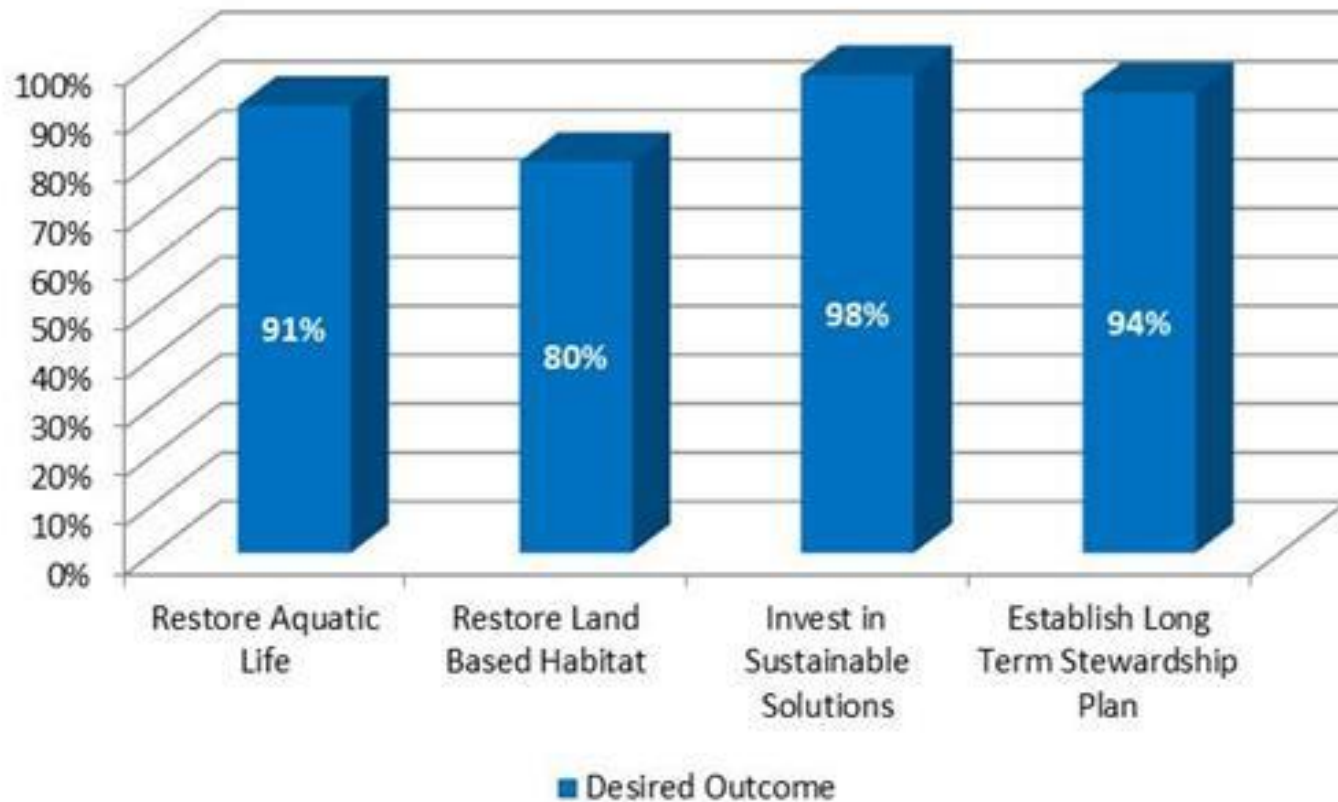 100%
90%
80%
70%
60%
50%
40%
30%
20%
10%
0%
91%
80%
98%
94%
Restore Aquatic
Life
Restore Land
Based Habitat
Invest in
Sustainable
Solutions
Establish Long
Term Stewardship
Plan
Desired Outcome